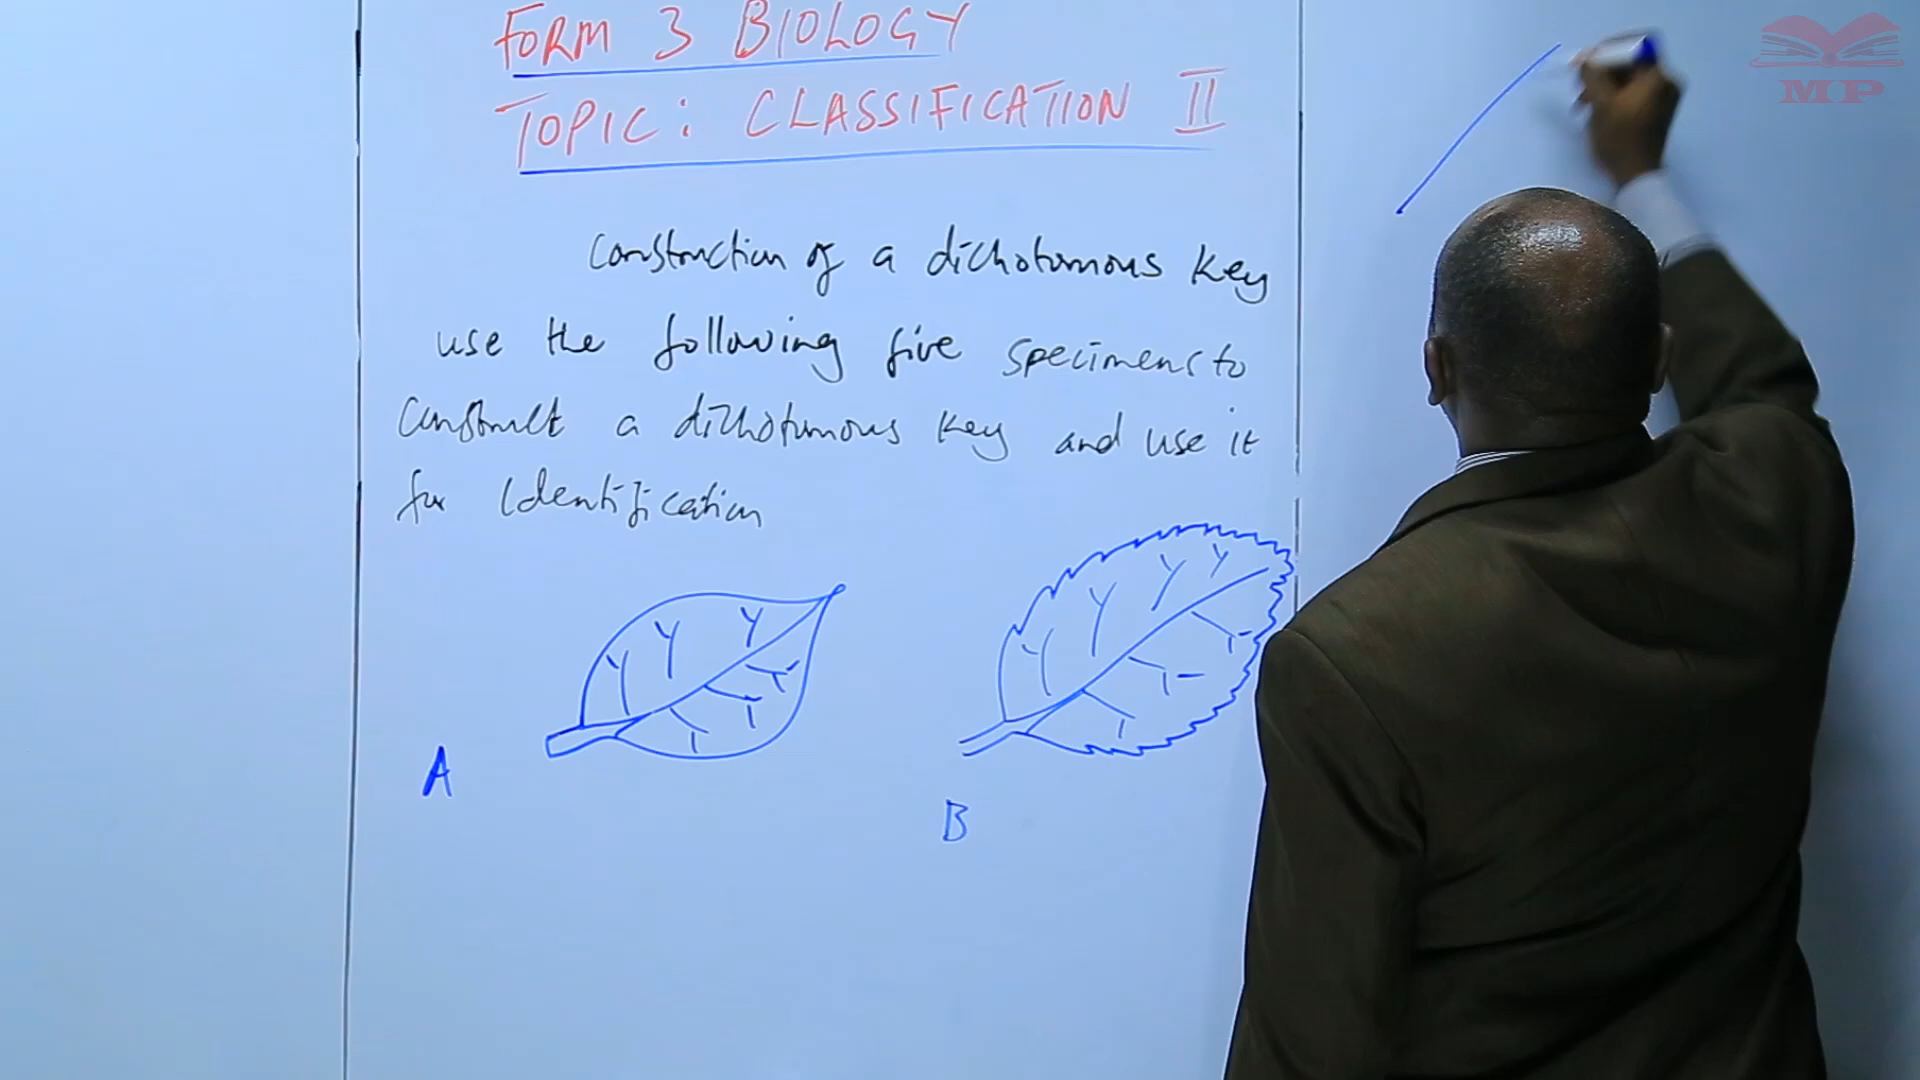 FORM 3 BIOLOGY
TOPIC: CLASSIFICATION II
Construction of a dichotomous key
use the following five specimens to
Construct a dichotomous key and use it
for Identification
A
B
MP